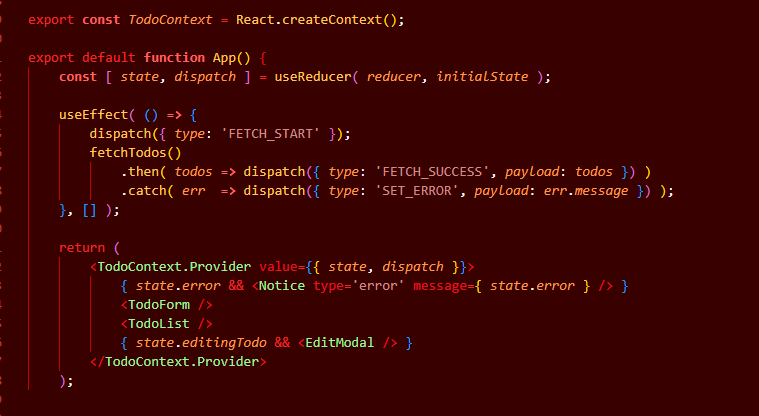 export const TodoContext = React.createContext();
export default function App() {
const [ state, dispatch ] = useReducer( reducer, initialState );
useEffect( () => {
dispatch({ type: 'FETCH_START' });
fetchTodos()
.then( todos => dispatch({ type: 'FETCH_SUCCESS', payload: todos }) )
.catch( err  => dispatch({ type: 'SET_ERROR', payload: err.message }) );
}, [] );
return (
<TodoContext.Provider value={{ state, dispatch }}>
{ state.error && <Notice type='error' message={ state.error } /> }
<TodoForm />
<TodoList />
{ state.editingTodo && <EditModal /> }
</TodoContext.Provider>
);